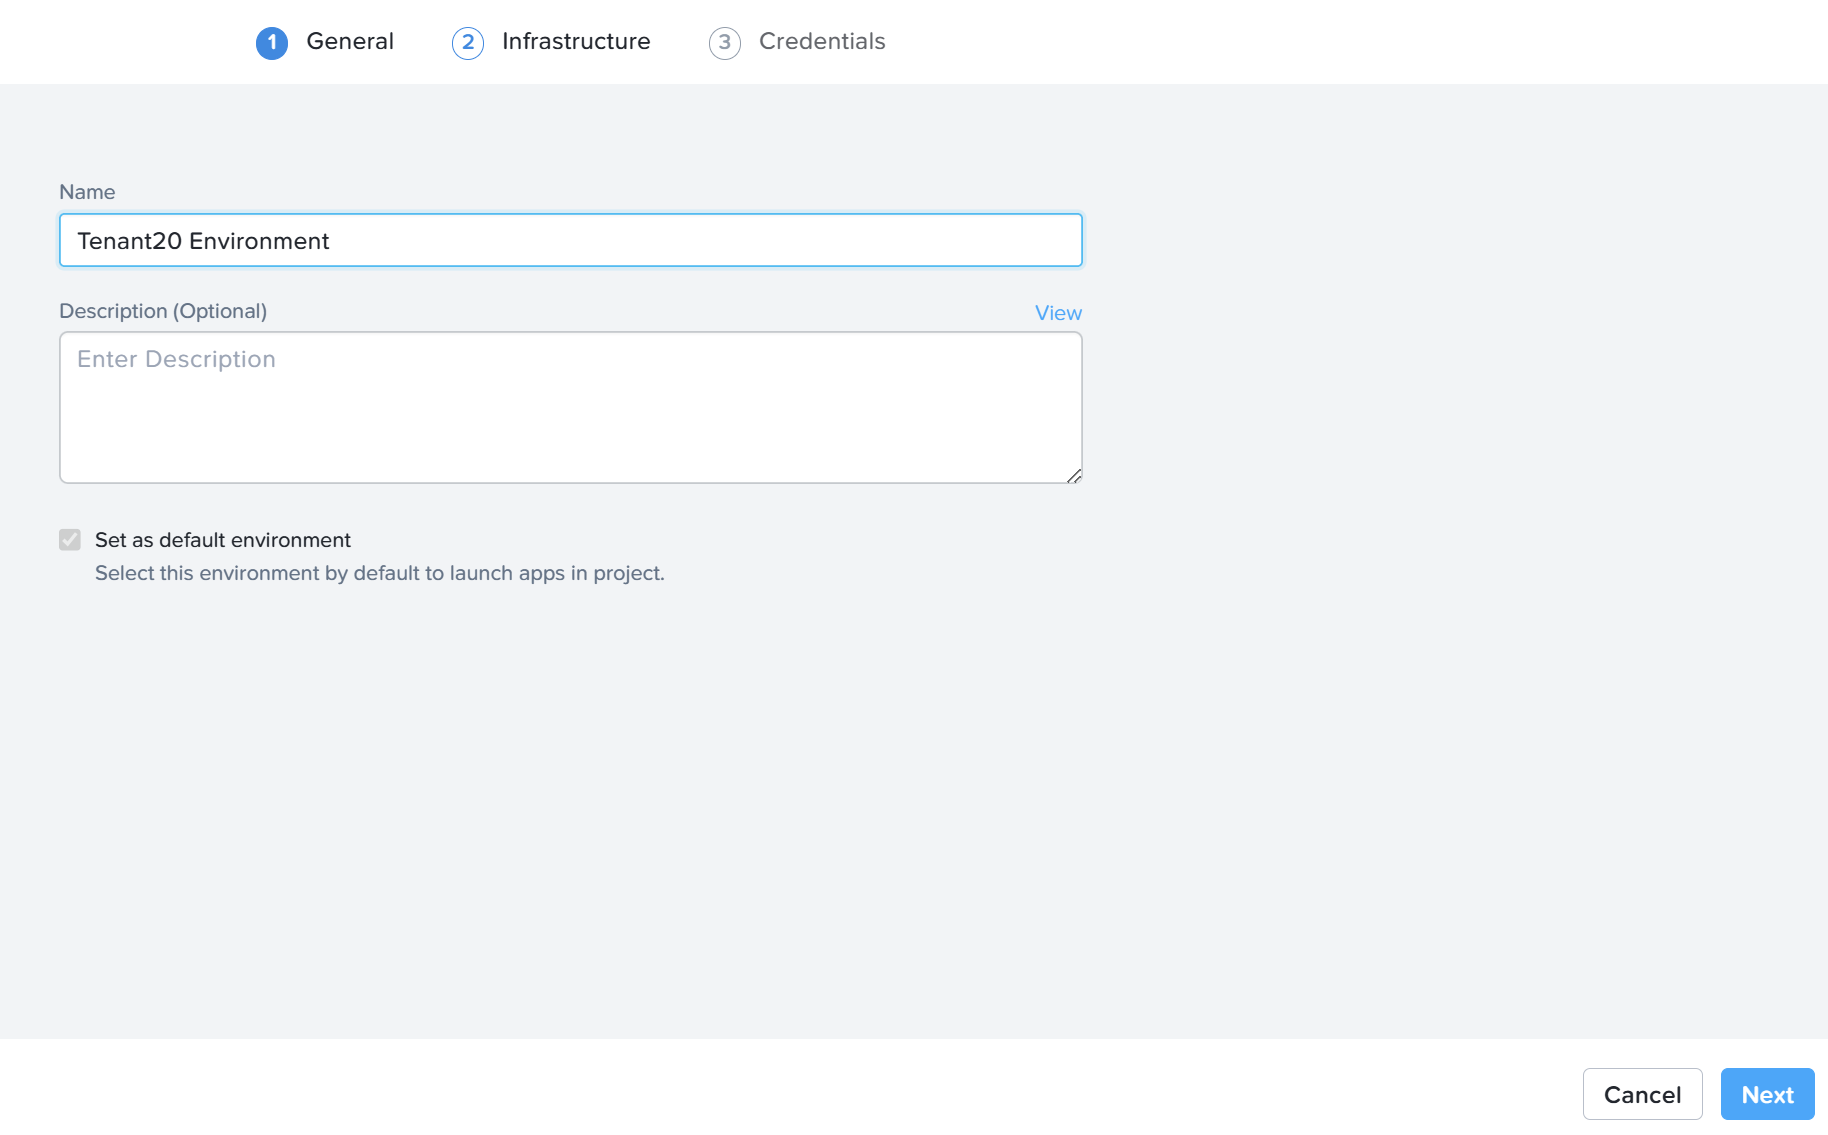 1 General 2 Infrastructure 3 Credentials
Name
Tenant20 Environment
Description (Optional) View
Enter Description
Set as default environment
Select this environment by default to launch apps in project.
Cancel Next